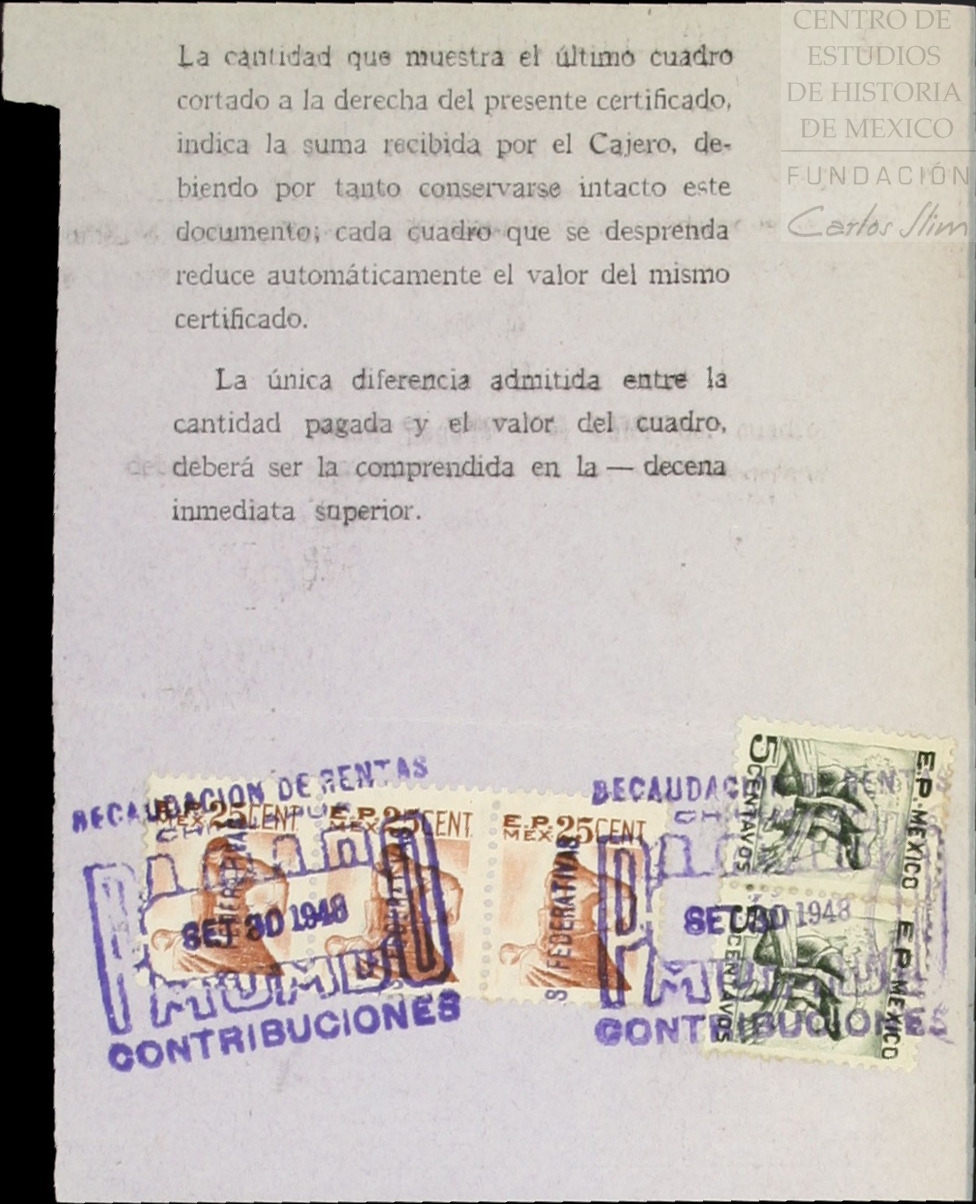 CENTRO DE
ESTUDIOS
DE HISTORIA
DE MEXICO
FUNDACIÓN
Carlos Slim
La cantidad que muestra el último cuadro
cortado a la derecha del presente certificado,
indica la suma recibida por el Cajero, de-
biendo por tanto conservarse intacto este
documento; cada cuadro que se desprenda
reduce automáticamente el valor del mismo
certificado.
La única diferencia admitida entre la
cantidad pagada y el valor del cuadro,
deberá ser la comprendida en la — decena
inmediata superior.
RECAUDACION DE RENTAS
E.P. 25 CENT.
MEX
E.P. 25 CENT.
MEX
E.P. 25 CENT
MEX
FEDERATIVAS
SET 30 1948
CONTRIBUCIONES
RECAUDACION DE RENTAS
5 CENTAVOS
E.P. MEXICO
CENTAVOS
E.P. MEXICO
1948
CONTRIBUCIONES